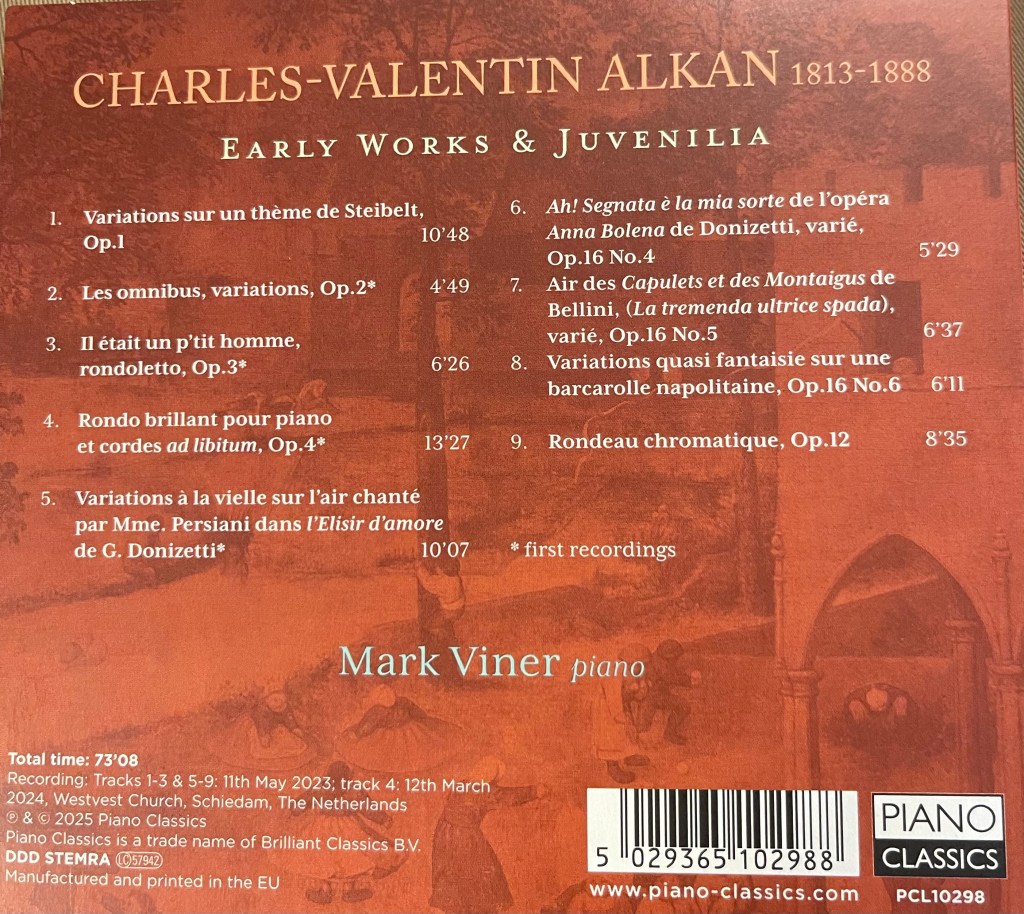 CHARLES-VALENTIN ALKAN 1813-1888
EARLY WORKS & JUVENILIA
1. Variations sur un thème de Steibelt,
Op.1 10’48
2. Les omnibus, variations, Op.2* 4’49
3. Il était un p’tit homme,
rondoletto, Op.3* 6’26
4. Rondo brillant pour piano
et cordes ad libitum, Op.4* 13’27
5. Variations à la vielle sur l’air chanté
par Mme. Persiani dans l’Elisir d’amore
de G. Donizetti* 10’07
6. Ah! Segnata è la mia sorte de l’opéra
Anna Bolena de Donizetti, varié,
Op.16 No.4 5’29
7. Air des Capulets et des Montaigus de
Bellini, (La tremenda ultrice spada),
varié, Op.16 No.5 6’37
8. Variations quasi fantaisie sur une
barcarolle napolitaine, Op.16 No.6 6’11
9. Rondeau chromatique, Op.12 8’35
* first recordings
Mark Viner piano
Total time: 73’08
Recording: Tracks 1-3 & 5-9: 11th May 2023; track 4: 12th March
2024, Westvest Church, Schiedam, The Netherlands
℗ & © 2025 Piano Classics
Piano Classics is a trade name of Brilliant Classics B.V.
DDD STEMRA LC57942
Manufactured and printed in the EU
5 029365 102988
www.piano-classics.com
PIANO
CLASSICS
PCL10298